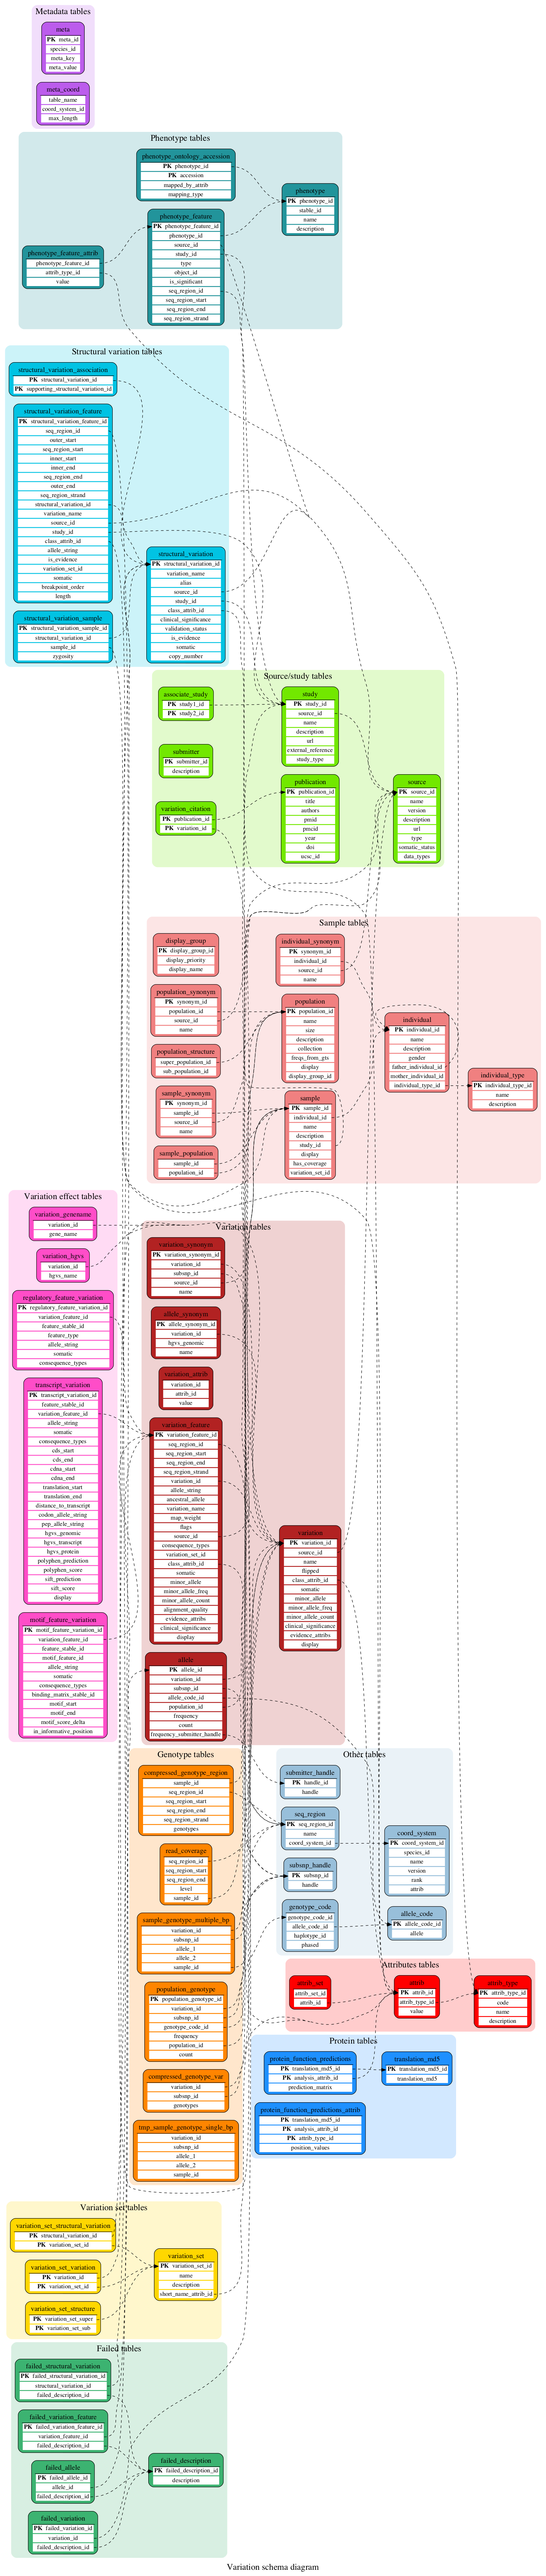 Metadata tables
meta
PK meta_id
species_id
meta_key
meta_value
meta_coord
table_name
coord_system_id
max_length
Phenotype tables
phenotype_ontology_accession
PK phenotype_id
PK accession
mapped_by_attrib
mapping_type
phenotype
PK phenotype_id
stable_id
name
description
phenotype_feature
PK phenotype_feature_id
phenotype_id
source_id
study_id
type
object_id
is_significant
seq_region_id
seq_region_start
seq_region_end
seq_region_strand
phenotype_feature_attrib
phenotype_feature_id
attrib_type_id
value
Structural variation tables
structural_variation_association
PK structural_variation_id
PK supporting_structural_variation_id
structural_variation_feature
PK structural_variation_feature_id
seq_region_id
outer_start
seq_region_start
inner_start
inner_end
seq_region_end
outer_end
seq_region_strand
structural_variation_id
variation_name
source_id
study_id
class_attrib_id
allele_string
is_evidence
variation_set_id
somatic
breakpoint_order
length
structural_variation
PK structural_variation_id
variation_name
alias
source_id
study_id
class_attrib_id
clinical_significance
validation_status
is_evidence
somatic
copy_number
structural_variation_sample
PK structural_variation_sample_id
structural_variation_id
sample_id
zygosity
Source/study tables
associate_study
PK study1_id
PK study2_id
study
PK study_id
source_id
name
description
url
external_reference
study_type
submitter
PK submitter_id
description
publication
PK publication_id
title
authors
pmid
pmcid
year
doi
ucsc_id
source
PK source_id
name
version
description
url
type
somatic_status
data_types
variation_citation
PK publication_id
PK variation_id
Sample tables
display_group
PK display_group_id
display_priority
display_name
individual_synonym
PK synonym_id
individual_id
source_id
name
population_synonym
PK synonym_id
population_id
source_id
name
population
PK population_id
name
size
description
collection
freqs_from_gts
display
display_group_id
individual
PK individual_id
name
description
gender
father_individual_id
mother_individual_id
individual_type_id
population_structure
super_population_id
sub_population_id
individual_type
PK individual_type_id
name
description
sample_synonym
PK synonym_id
sample_id
source_id
name
sample
PK sample_id
individual_id
name
description
study_id
display
has_coverage
variation_set_id
sample_population
sample_id
population_id
Variation effect tables
variation_genename
variation_id
gene_name
variation_hgvs
variation_id
hgvs_name
regulatory_feature_variation
PK regulatory_feature_variation_id
variation_feature_id
feature_stable_id
feature_type
allele_string
somatic
consequence_types
transcript_variation
PK transcript_variation_id
feature_stable_id
variation_feature_id
allele_string
somatic
consequence_types
cds_start
cds_end
cdna_start
cdna_end
translation_start
translation_end
distance_to_transcript
codon_allele_string
pep_allele_string
hgvs_genomic
hgvs_transcript
hgvs_protein
polyphen_prediction
polyphen_score
sift_prediction
sift_score
display
motif_feature_variation
PK motif_feature_variation_id
variation_feature_id
feature_stable_id
motif_feature_id
allele_string
somatic
consequence_types
binding_matrix_stable_id
motif_start
motif_end
motif_score_delta
in_informative_position
Variation tables
variation_synonym
PK variation_synonym_id
variation_id
subsnp_id
source_id
name
allele_synonym
PK allele_synonym_id
variation_id
hgvs_genomic
name
variation_attrib
variation_id
attrib_id
value
variation_feature
PK variation_feature_id
seq_region_id
seq_region_start
seq_region_end
seq_region_strand
variation_id
allele_string
ancestral_allele
variation_name
map_weight
flags
source_id
consequence_types
variation_set_id
class_attrib_id
somatic
minor_allele
minor_allele_freq
minor_allele_count
alignment_quality
evidence_attribs
clinical_significance
display
variation
PK variation_id
source_id
name
flipped
class_attrib_id
somatic
minor_allele
minor_allele_freq
minor_allele_count
clinical_significance
evidence_attribs
display
allele
PK allele_id
variation_id
subsnp_id
allele_code_id
population_id
frequency
count
frequency_submitter_handle
Genotype tables
compressed_genotype_region
sample_id
seq_region_id
seq_region_start
seq_region_end
seq_region_strand
genotypes
read_coverage
seq_region_id
seq_region_start
seq_region_end
level
sample_id
sample_genotype_multiple_bp
variation_id
subsnp_id
allele_1
allele_2
sample_id
population_genotype
PK population_genotype_id
variation_id
subsnp_id
genotype_code_id
frequency
population_id
count
compressed_genotype_var
variation_id
subsnp_id
genotypes
tmp_sample_genotype_single_bp
variation_id
subsnp_id
allele_1
allele_2
sample_id
Other tables
submitter_handle
PK handle_id
handle
seq_region
PK seq_region_id
name
coord_system_id
coord_system
PK coord_system_id
species_id
name
version
rank
attrib
subsnp_handle
PK subsnp_id
handle
genotype_code
genotype_code_id
allele_code_id
haplotype_id
phased
allele_code
PK allele_code_id
allele
Attributes tables
attrib_set
attrib_set_id
attrib_id
attrib
PK attrib_id
attrib_type_id
value
attrib_type
PK attrib_type_id
code
name
description
Protein tables
protein_function_predictions
PK translation_md5_id
PK analysis_attrib_id
prediction_matrix
translation_md5
PK translation_md5_id
translation_md5
protein_function_predictions_attrib
PK translation_md5_id
PK analysis_attrib_id
PK attrib_type_id
position_values
Variation set tables
variation_set_structural_variation
PK structural_variation_id
PK variation_set_id
variation_set_variation
PK variation_id
PK variation_set_id
variation_set
PK variation_set_id
name
description
short_name_attrib_id
variation_set_structure
PK variation_set_super
PK variation_set_sub
Failed tables
failed_structural_variation
PK failed_structural_variation_id
structural_variation_id
failed_description_id
failed_variation_feature
PK failed_variation_feature_id
variation_feature_id
failed_description_id
failed_allele
PK failed_allele_id
allele_id
failed_description_id
failed_description
PK failed_description_id
description
failed_variation
PK failed_variation_id
variation_id
failed_description_id
Variation schema diagram